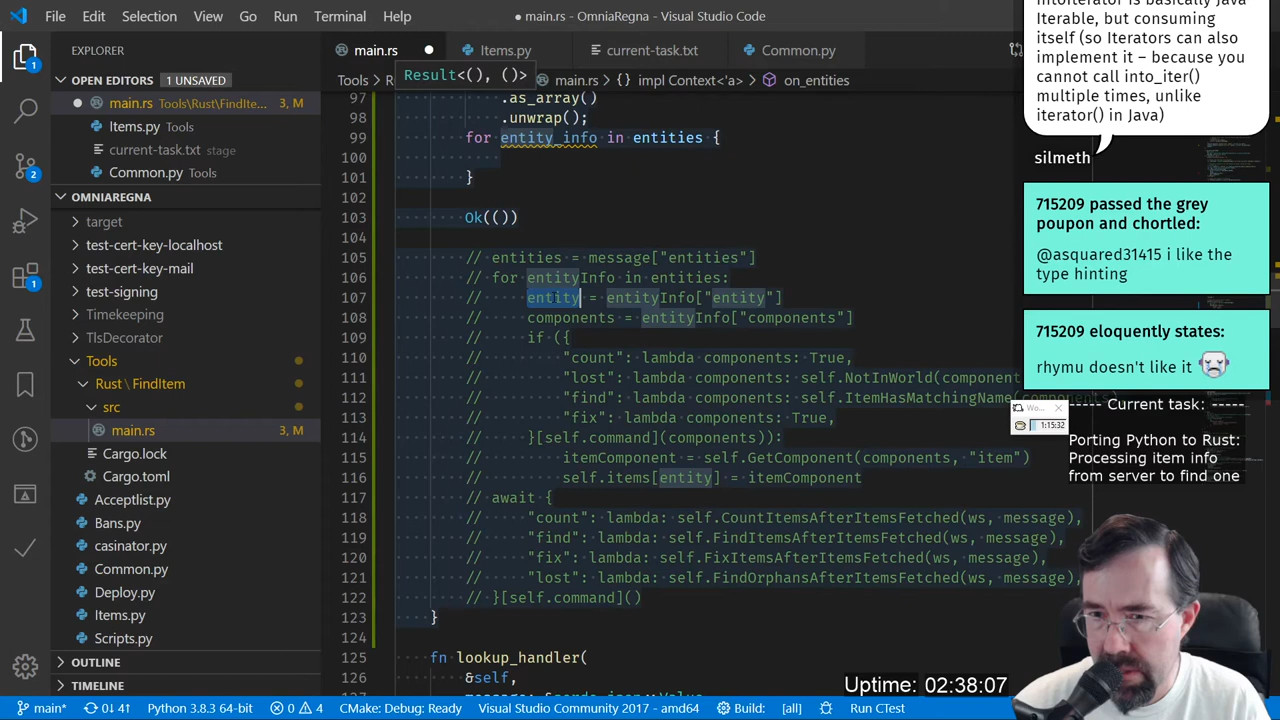 File Edit Selection View Go Run Terminal Help
● main.rs - OmniaRegna - Visual Studio Code
EXPLORER
OPEN EDITORS 1 UNSAVED
main.rs Tools\Rust\FindIte... 3, M
Items.py Tools
current-task.txt stage
Common.py Tools
OMNIAREGNA
target
test-cert-key-localhost
test-cert-key-mail
test-signing
Timekeeping
TlsDecorator
Tools
Rust \ FindItem
src
main.rs 3, M
Cargo.lock
Cargo.toml
Acceptlist.py
Bans.py
casinator.py
Common.py
Deploy.py
Items.py
Scripts.py
OUTLINE
TIMELINE
main.rs Items.py current-task.txt Common.py
Tools R
Result<(), ()>
main.rs {} impl Context<'a> on_entities
97 .as_array()
98 .unwrap();
99 for entity_info in entities {
100
101 }
102
103 Ok(())
104
105 // entities = message["entities"]
106 // for entityInfo in entities:
107 // entity = entityInfo["entity"]
108 // components = entityInfo["components"]
109 // if ({
110 // "count": lambda components: True,
111 // "lost": lambda components: self.NotInWorld(component
112 // "find": lambda components: self.ItemHasMatchingName(components),
113 // "fix": lambda components: True,
114 // }[self.command](components)):
115 // itemComponent = self.GetComponent(components, "item")
116 // self.items[entity] = itemComponent
117 // await {
118 // "count": lambda: self.CountItemsAfterItemsFetched(ws, message),
119 // "find": lambda: self.FindItemsAfterItemsFetched(ws, message),
120 // "fix": lambda: self.FixItemsAfterItemsFetched(ws, message),
121 // "lost": lambda: self.FindOrphansAfterItemsFetched(ws, message),
122 // }[self.command]()
123 }
124
125 fn lookup_handler(
126 &self,
127
IntoIterator is basically Java
Iterable, but consuming
itself (so Iterators can also
implement it – because you
cannot call into_iter()
multiple times, unlike
iterator() in Java)
silmeth
715209 passed the grey
poupon and chortled:
@asquared31415 i like the
type hinting
715209 eloquently states:
rhymu doesn't like it
Wo...
1:15:32
----- Current task: -----
Porting Python to Rust:
Processing item info
from server to find one
Uptime: 02:38:07
1
2
1
main* 0↓ 4↑ Python 3.8.3 64-bit 0 4 CMake: Debug: Ready Visual Studio Community 2017 - amd64 Build: [all] Run CTest